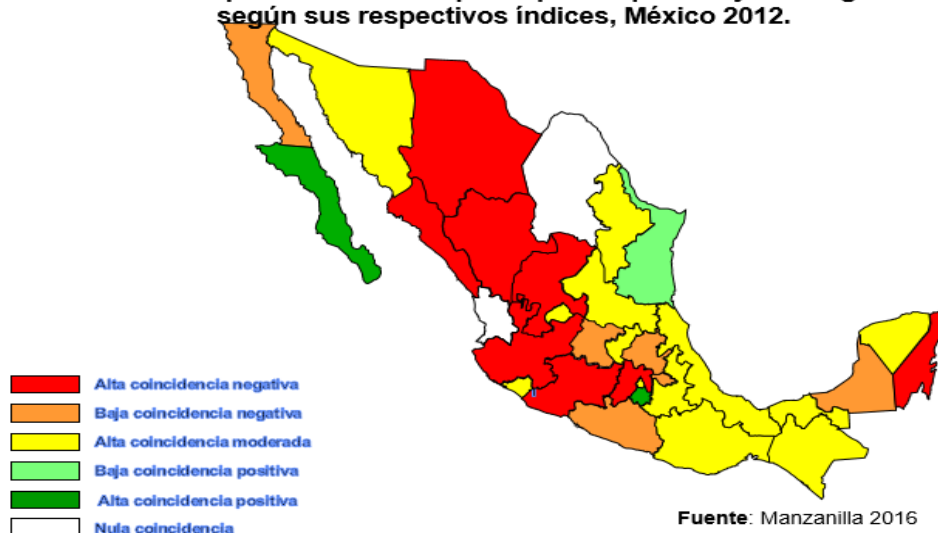 según sus respectivos índices, México 2012.
Alta coincidencia negativa
Baja coincidencia negativa
Alta coincidencia moderada
Baja coincidencia positiva
Alta coincidencia positiva
Nula coincidencia
Fuente: Manzanilla 2016